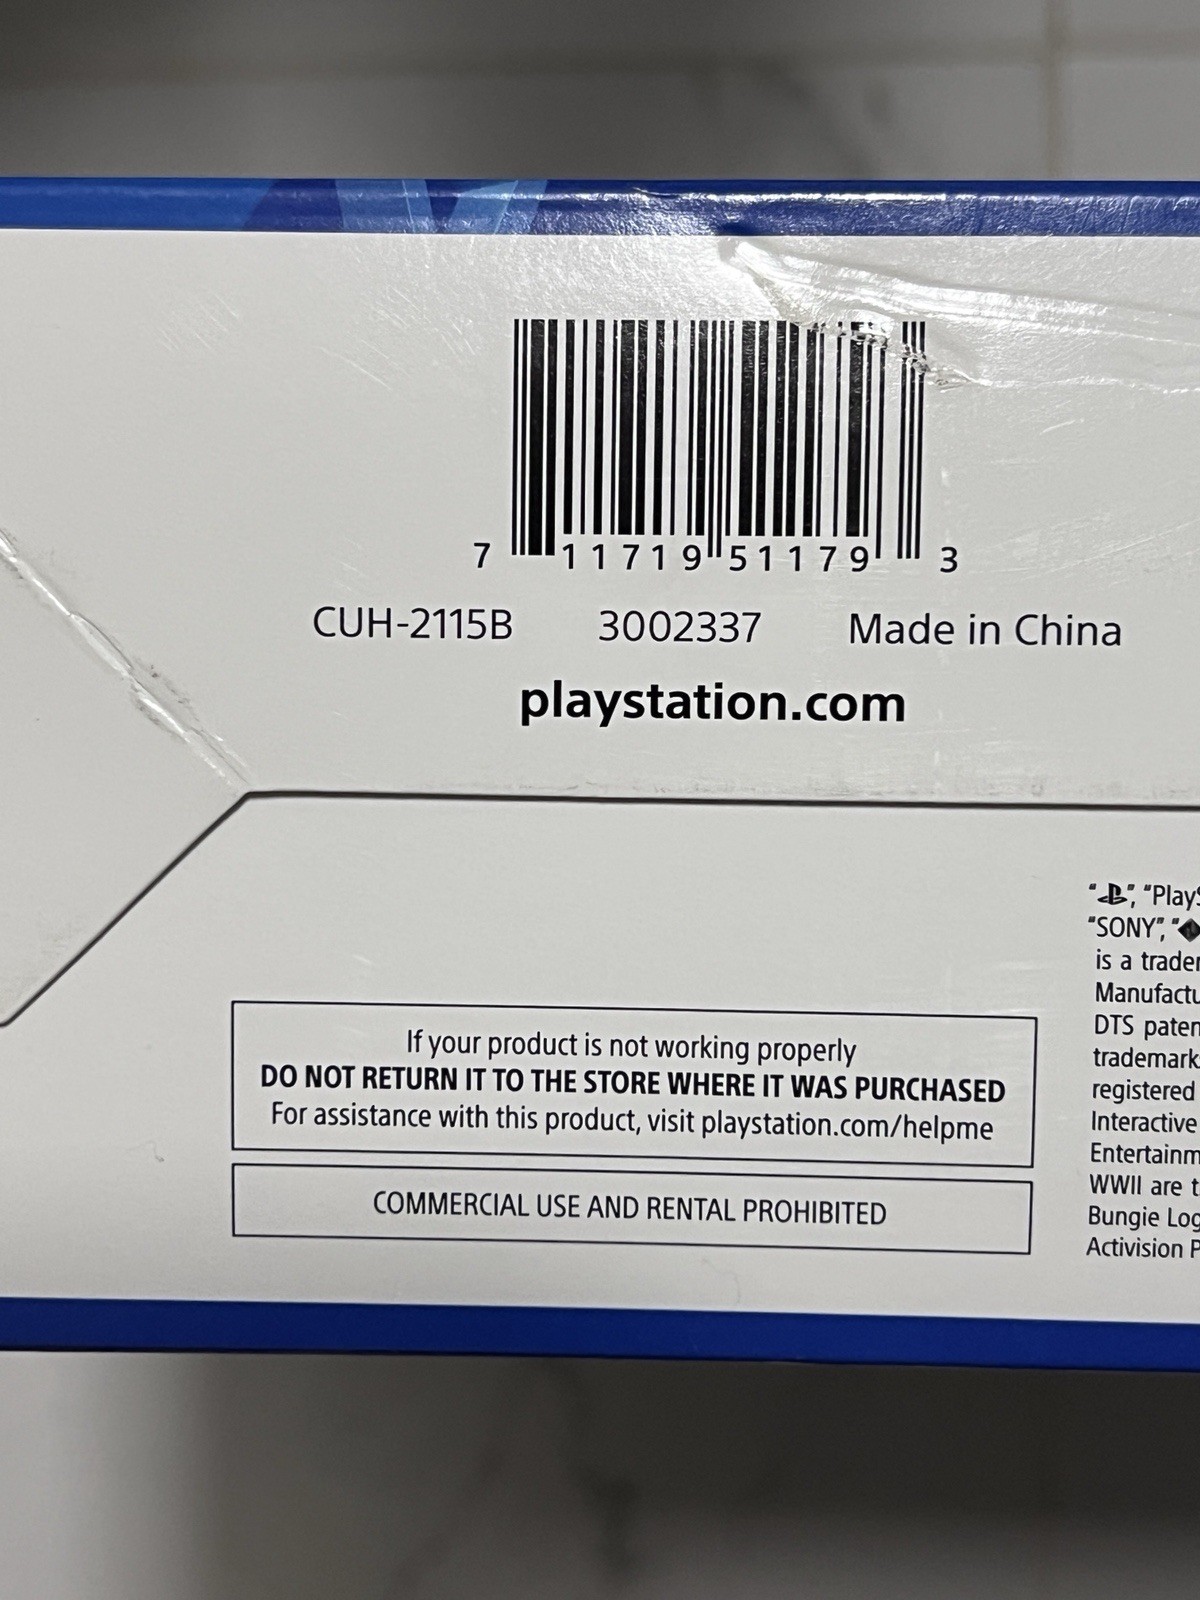 7 11719 51179 3
CUH-2115B 3002337 Made in China
playstation.com
If your product is not working properly
DO NOT RETURN IT TO THE STORE WHERE IT WAS PURCHASED
For assistance with this product, visit playstation.com/helpme
COMMERCIAL USE AND RENTAL PROHIBITED
"SONY", "
is a
DTS
registered
Interactive
WWII are
Bungie
Activision